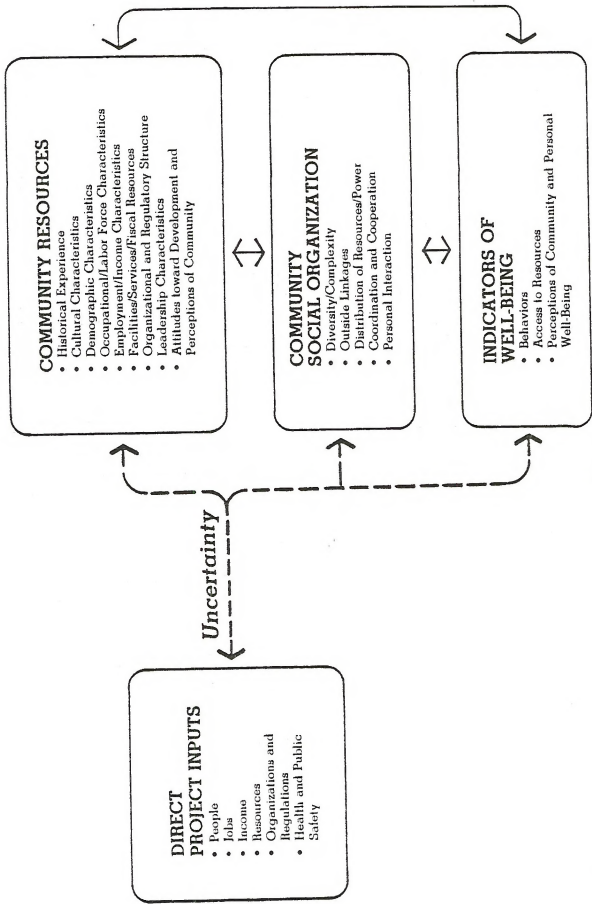 DIRECT
PROJECT INPUTS
• People
• Jobs
• Income
• Resources
• Organizations and
Regulations
• Health and Public
Safety
Uncertainty
COMMUNITY RESOURCES
• Historical Experience
• Cultural Characteristics
• Demographic Characteristics
• Occupational/Labor Force Characteristics
• Employment/Income Characteristics
• Facilities/Services/Fiscal Resources
• Organizational and Regulatory Structure
• Leadership Characteristics
• Attitudes toward Development and
Perceptions of Community
COMMUNITY
SOCIAL ORGANIZATION
• Diversity/Complexity
• Outside Linkages
• Distribution of Resources/Power
• Coordination and Cooperation
• Personal Interaction
INDICATORS OF
WELL-BEING
• Behaviors
• Access to Resources
• Perceptions of Community and Personal
Well-Being